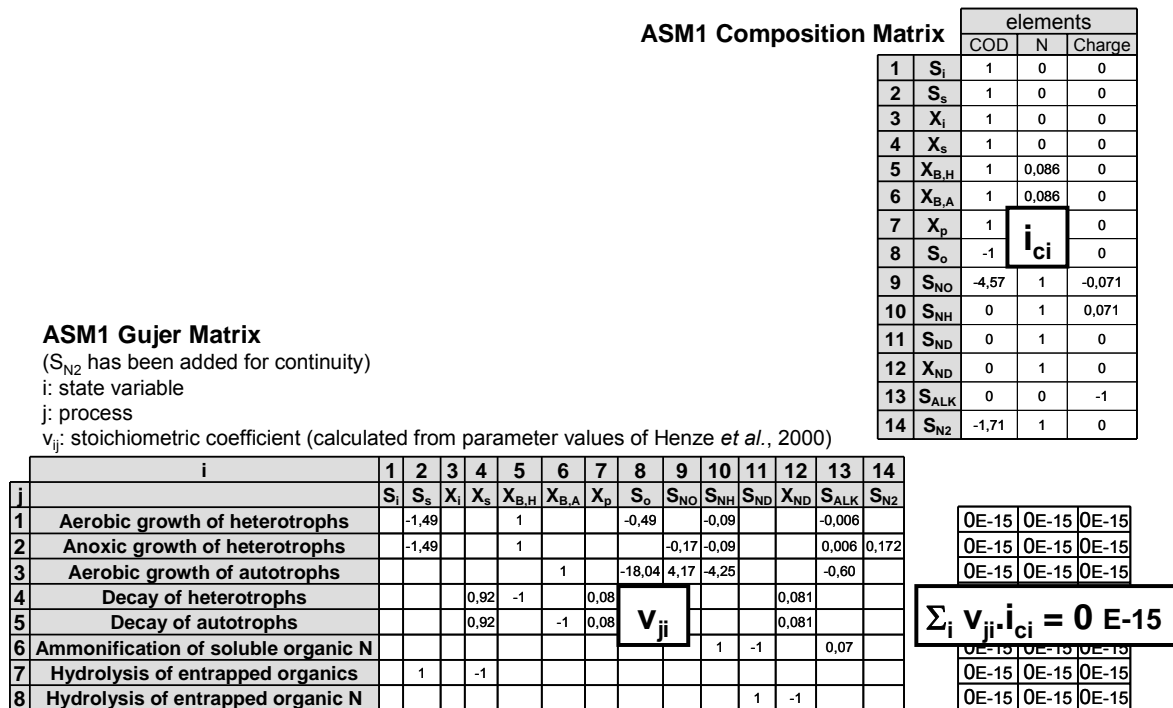 ASM1 Composition Matrix
elements
COD N Charge
1 Si 1 0 0
2 Ss 1 0 0
3 Xi 1 0 0
4 Xs 1 0 0
5 XB,H 1 0,086 0
6 XB,A 1 0,086 0
7 Xp 1 0
ici
8 So -1 0
9 SNO -4,57 1 -0,071
10 SNH 0 1 0,071
11 SND 0 1 0
12 XND 0 1 0
13 SALK 0 0 -1
14 SN2 -1,71 1 0
ASM1 Gujer Matrix
(SN2 has been added for continuity)
i: state variable
j: process
vij: stoichiometric coefficient (calculated from parameter values of Henze et al., 2000)
i 1 2 3 4 5 6 7 8 9 10 11 12 13 14
j Si Ss Xi Xs XB,H XB,A Xp So SNO SNH SND XND SALK SN2
1 Aerobic growth of heterotrophs -1,49 1 -0,49 -0,09 -0,006 0E-15 0E-15 0E-15
2 Anoxic growth of heterotrophs -1,49 1 -0,17 -0,09 0,006 0,172 0E-15 0E-15 0E-15
3 Aerobic growth of autotrophs 1 -18,04 4,17 -4,25 -0,60 0E-15 0E-15 0E-15
4 Decay of heterotrophs 0,92 -1 0,08 0,081
vji Σi vji.ici = 0 E-15
5 Decay of autotrophs 0,92 -1 0,08 0,081
6 Ammonification of soluble organic N 1 -1 0,07 0E-15 0E-15 0E-15
7 Hydrolysis of entrapped organics 1 -1 0E-15 0E-15 0E-15
8 Hydrolysis of entrapped organic N 1 -1 0E-15 0E-15 0E-15